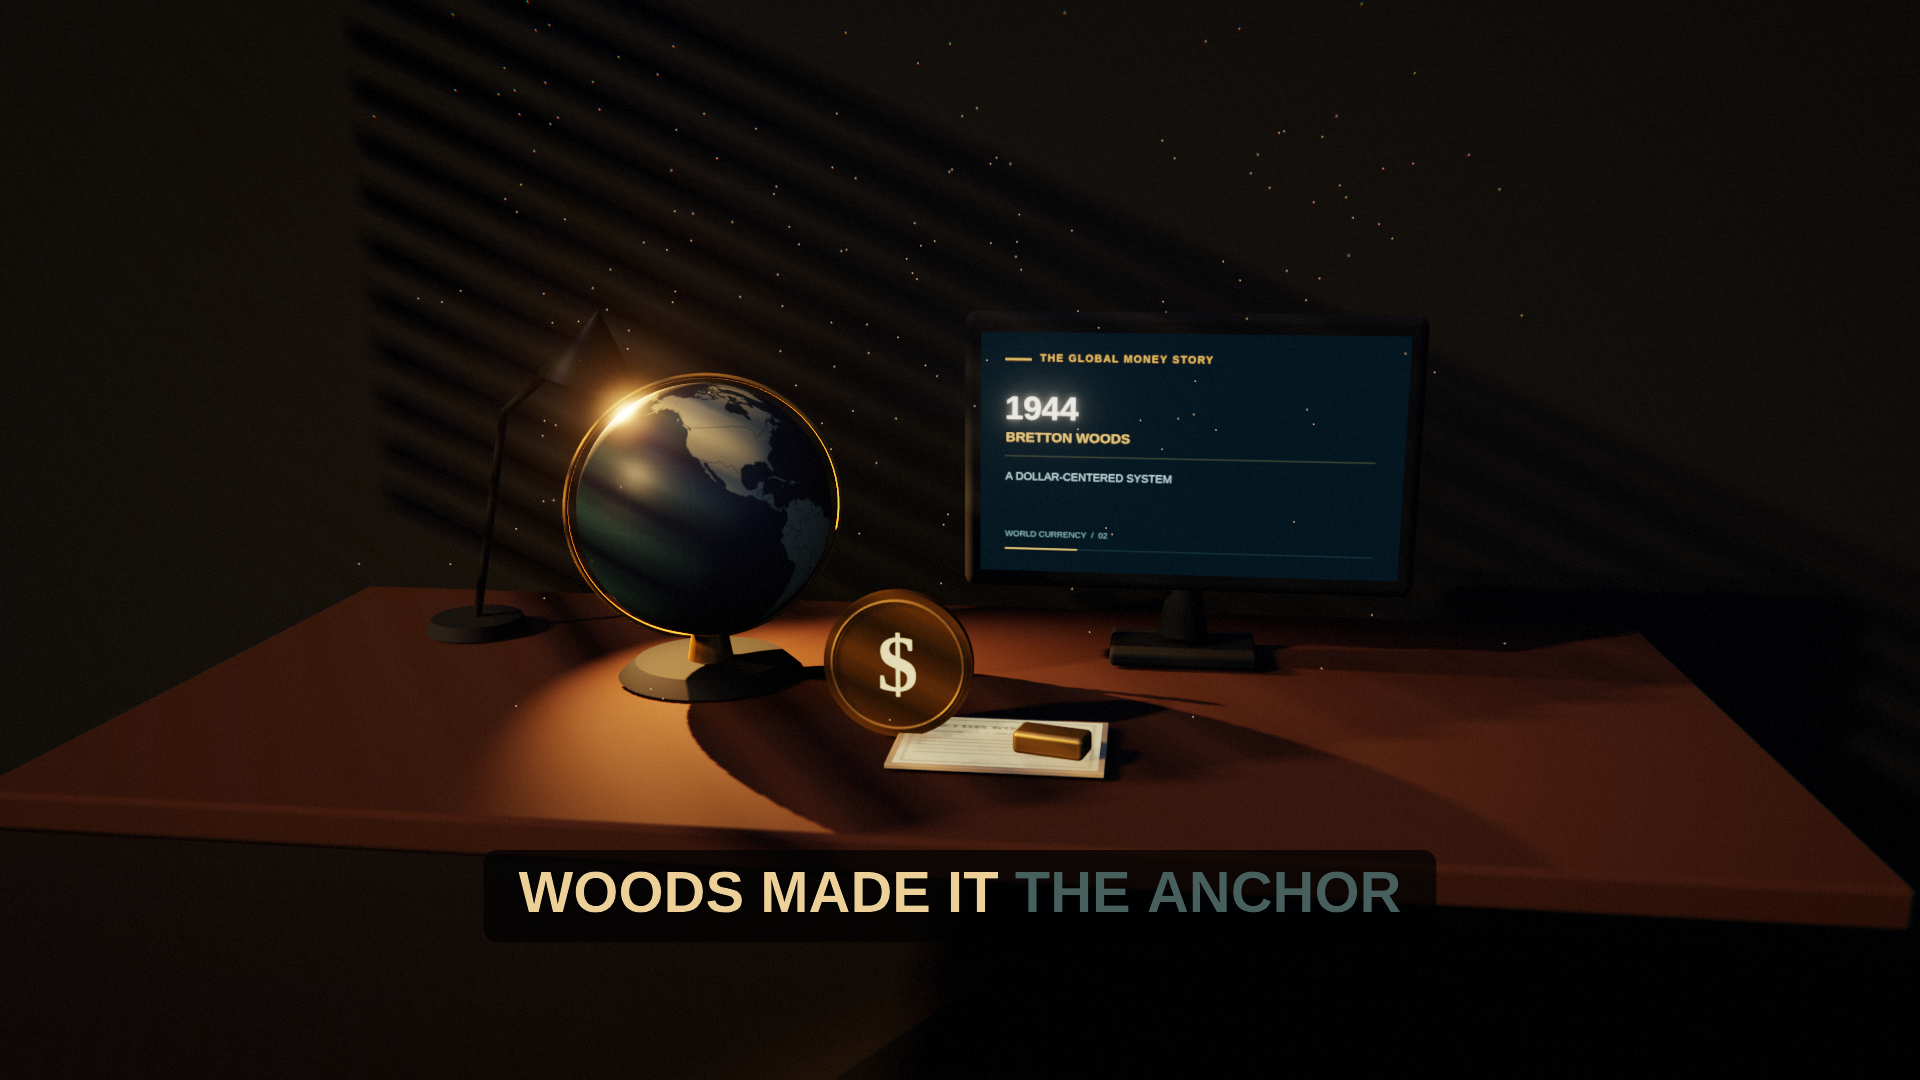 THE GLOBAL MONEY STORY
1944
BRETTON WOODS
A DOLLAR-CENTERED SYSTEM
WORLD CURRENCY / 02
$
WOODS MADE IT THE ANCHOR